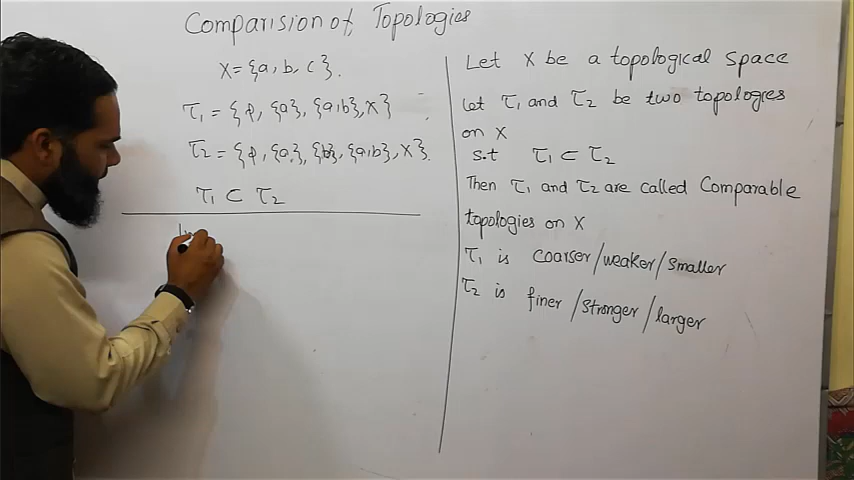 Comparision of Topologies
X = {a, b, c}.
τ1 = {φ, {a}, {a,b}, X}
τ2 = {φ, {a}, {b}, {a,b}, X}.
τ1 ⊂ τ2
Let X be a topological space
let τ1 and τ2 be two topologies
on X
s.t τ1 ⊂ τ2
Then τ1 and τ2 are called Comparable
topologies on X
τ1 is coarser/weaker/smaller
τ2 is finer/stronger/larger